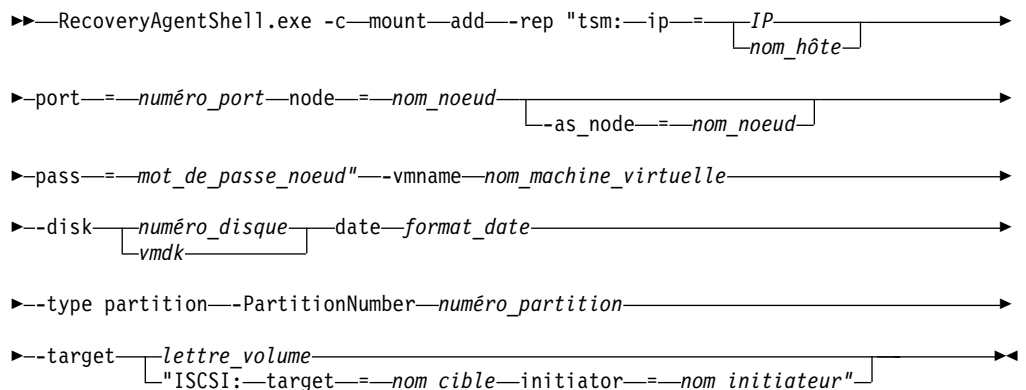 RecoveryAgentShell.exe -c mount add -rep "tsm: ip = IP
nom_hôte
port = numéro_port node = nom_noeud
-as_node = nom_noeud
pass = mot_de_passe_noeud" -vmname nom_machine_virtuelle
-disk numéro_disque date format_date
vmdk
-type partition -PartitionNumber numéro_partition
-target lettre_volume
"ISCSI: target = nom_cible initiator = nom_initiateur"